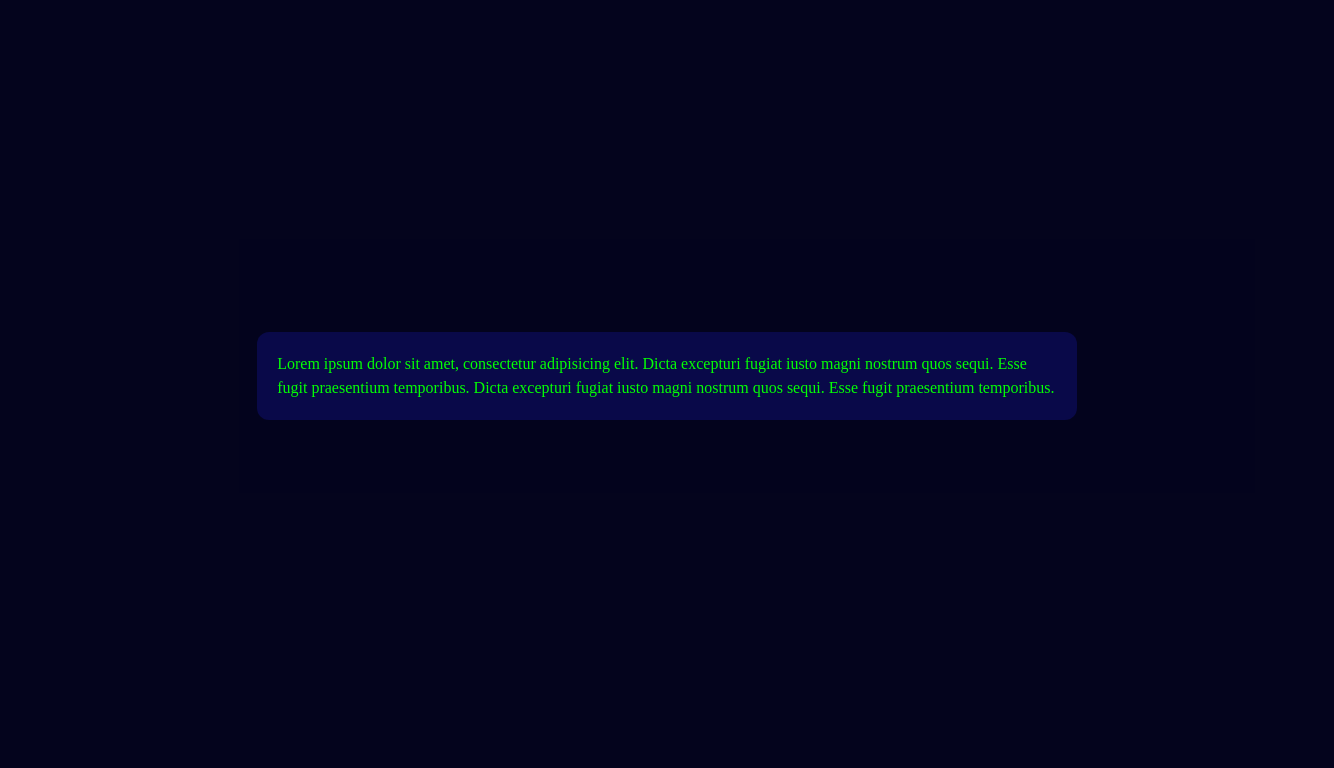 Lorem ipsum dolor sit amet, consectetur adipisicing elit. Dicta excepturi fugiat iusto magni nostrum quos sequi. Esse
fugit praesentium temporibus. Dicta excepturi fugiat iusto magni nostrum quos sequi. Esse fugit praesentium temporibus.